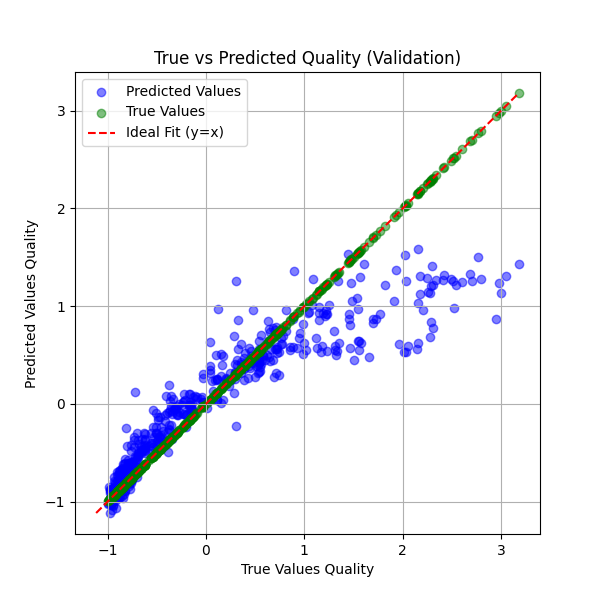 True vs Predicted Quality (Validation)
Predicted Values
True Values
Ideal Fit (y=x)
3
2
1
0
−1
Predicted Values Quality
−1 0 1 2 3
True Values Quality